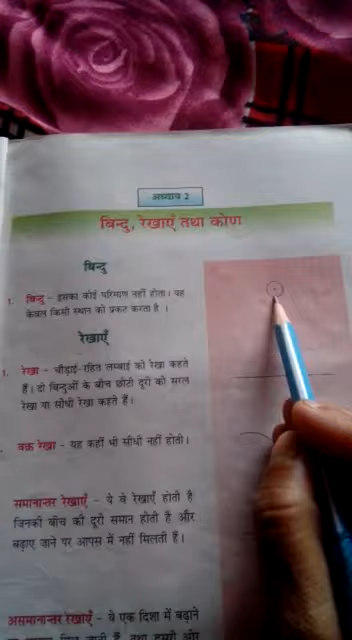 अध्याय 2
बिन्दु, रेखाएँ तथा कोण
बिन्दु
1. बिन्दु – इसका कोई परिमाण नहीं होता। यह
केवल किसी स्थान को प्रकट करता है ।
रेखाएँ
1. रेखा – चौड़ाई-रहित लम्बाई को रेखा कहते
हैं। दो बिन्दुओं के बीच छोटी दूरी को सरल
रेखा या सीधी रेखा कहते हैं।
वक्र रेखा – यह कहीं भी सीधी नहीं होती।
समानान्तर रेखाएँ – ये वे रेखाएँ होती है
जिनकी बीच की दूरी समान होती है और
बढ़ाए जाने पर आपस में नहीं मिलती हैं।
असमानान्तर रेखाएँ – ये एक दिशा में बढ़ाने